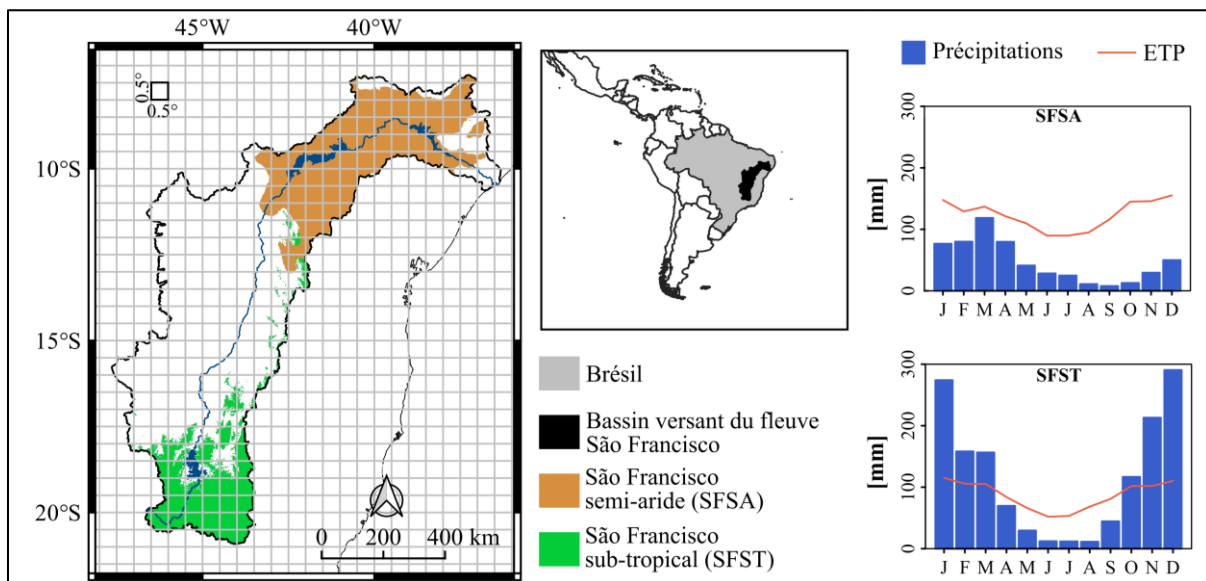 45°W 40°W
0.5°
0.5°
10°S
15°S
20°S
0 200 400 km
Brésil
Bassin versant du fleuve
São Francisco
São Francisco
semi-aride (SFSA)
São Francisco
sub-tropical (SFST)
Précipitations ETP
SFSA
[mm]
300
200
100
0
J F M A M J J A S O N D
SFST
[mm]
300
200
100
0
J F M A M J J A S O N D